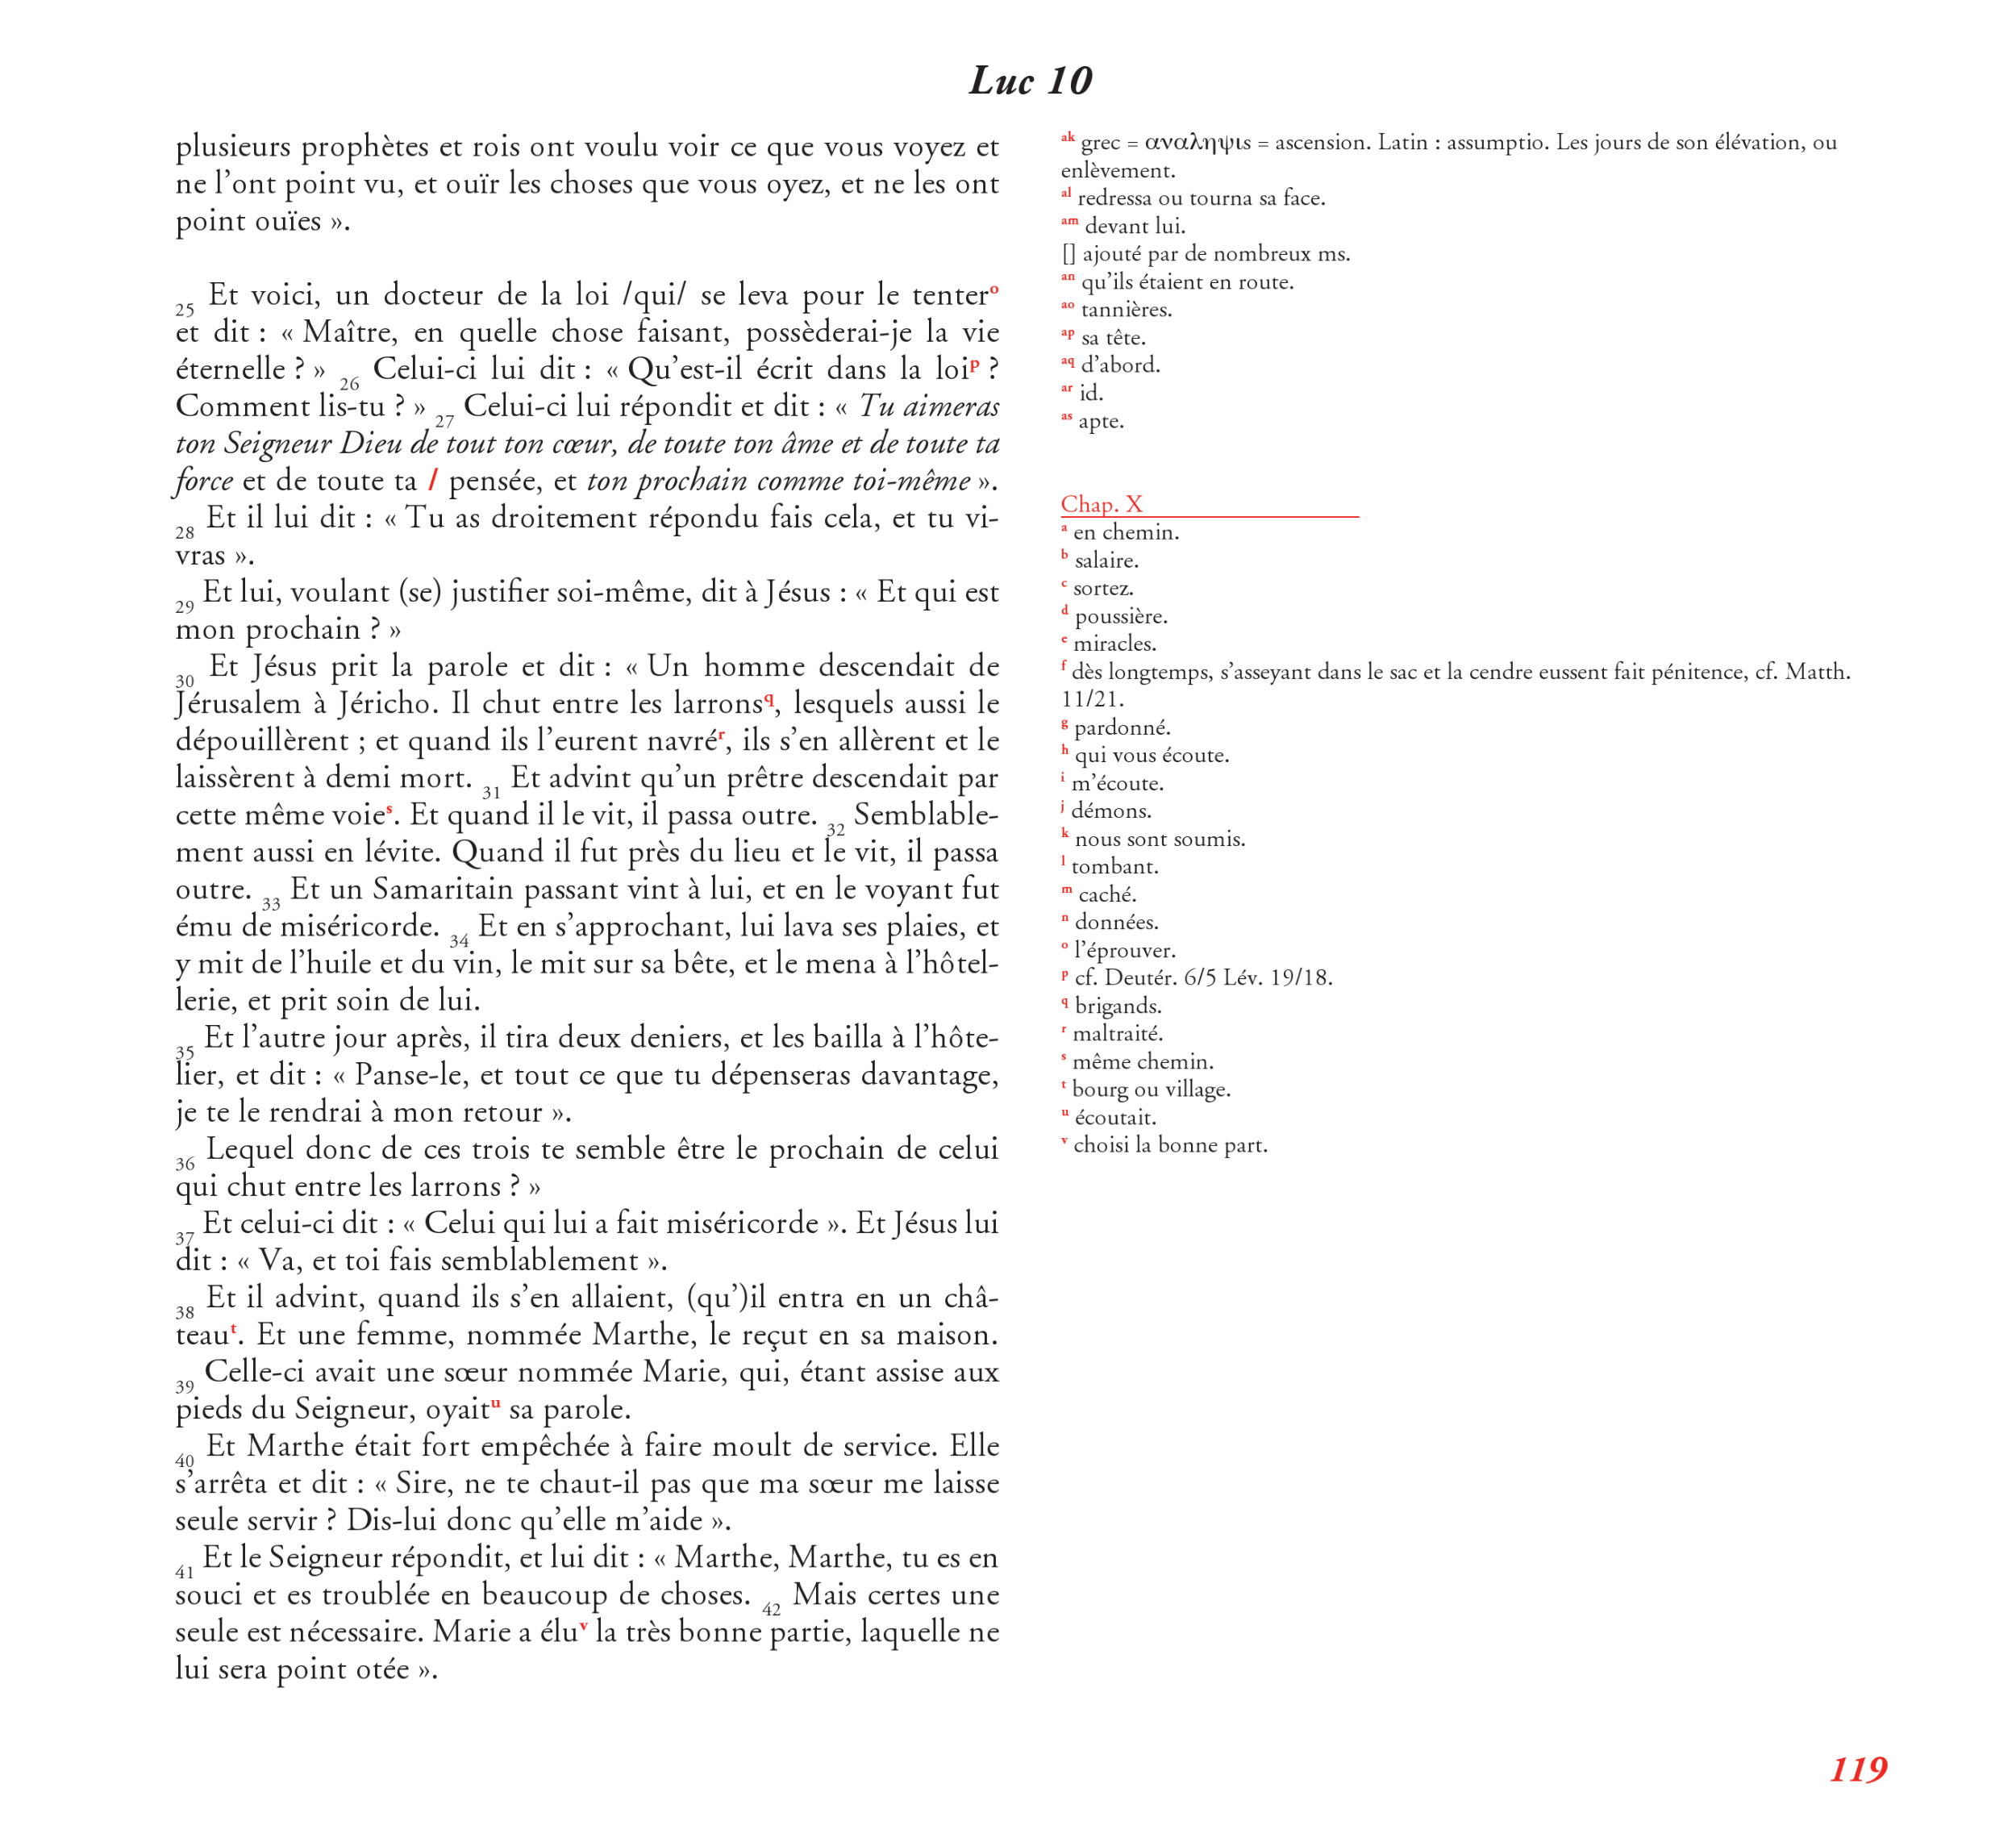 Luc 10
plusieurs prophètes et rois ont voulu voir ce que vous voyez et
ne l’ont point vu, et ouïr les choses que vous oyez, et ne les ont
point ouïes ».
25 Et voici, un docteur de la loi /qui/ se leva pour le tentero
et dit : « Maître, en quelle chose faisant, possèderai-je la vie
éternelle ? » 26 Celui-ci lui dit : « Qu’est-il écrit dans la loip ?
Comment lis-tu ? » 27 Celui-ci lui répondit et dit : « Tu aimeras
ton Seigneur Dieu de tout ton cœur, de toute ton âme et de toute ta
force et de toute ta / pensée, et ton prochain comme toi-même ».
28 Et il lui dit : « Tu as droitement répondu fais cela, et tu vi-
vras ».
29 Et lui, voulant (se) justifier soi-même, dit à Jésus : « Et qui est
mon prochain ? »
30 Et Jésus prit la parole et dit : « Un homme descendait de
Jérusalem à Jéricho. Il chut entre les larronsq, lesquels aussi le
dépouillèrent ; et quand ils l’eurent navrér, ils s’en allèrent et le
laissèrent à demi mort. 31 Et advint qu’un prêtre descendait par
cette même voies. Et quand il le vit, il passa outre. 32 Semblable-
ment aussi en lévite. Quand il fut près du lieu et le vit, il passa
outre. 33 Et un Samaritain passant vint à lui, et en le voyant fut
ému de miséricorde. 34 Et en s’approchant, lui lava ses plaies, et
y mit de l’huile et du vin, le mit sur sa bête, et le mena à l’hôtel-
lerie, et prit soin de lui.
35 Et l’autre jour après, il tira deux deniers, et les bailla à l’hôte-
lier, et dit : « Panse-le, et tout ce que tu dépenseras davantage,
je te le rendrai à mon retour ».
36 Lequel donc de ces trois te semble être le prochain de celui
qui chut entre les larrons ? »
37 Et celui-ci dit : « Celui qui lui a fait miséricorde ». Et Jésus lui
dit : « Va, et toi fais semblablement ».
38 Et il advint, quand ils s’en allaient, (qu’)il entra en un châ-
teaut. Et une femme, nommée Marthe, le reçut en sa maison.
39 Celle-ci avait une sœur nommée Marie, qui, étant assise aux
pieds du Seigneur, oyaitu sa parole.
40 Et Marthe était fort empêchée à faire moult de service. Elle
s’arrêta et dit : « Sire, ne te chaut-il pas que ma sœur me laisse
seule servir ? Dis-lui donc qu’elle m’aide ».
41 Et le Seigneur répondit, et lui dit : « Marthe, Marthe, tu es en
souci et es troublée en beaucoup de choses. 42 Mais certes une
seule est nécessaire. Marie a éluv la très bonne partie, laquelle ne
lui sera point otée ».
ak grec = αναληψιs = ascension. Latin : assumptio. Les jours de son élévation, ou
enlèvement.
al redressa ou tourna sa face.
am devant lui.
[] ajouté par de nombreux ms.
an qu’ils étaient en route.
ao tannières.
ap sa tête.
aq d’abord.
ar id.
as apte.
Chap. X
a en chemin.
b salaire.
c sortez.
d poussière.
e miracles.
f dès longtemps, s’asseyant dans le sac et la cendre eussent fait pénitence, cf. Matth.
11/21.
g pardonné.
h qui vous écoute.
i m’écoute.
j démons.
k nous sont soumis.
l tombant.
m caché.
n données.
o l’éprouver.
p cf. Deutér. 6/5 Lév. 19/18.
q brigands.
r maltraité.
s même chemin.
t bourg ou village.
u écoutait.
v choisi la bonne part.
119